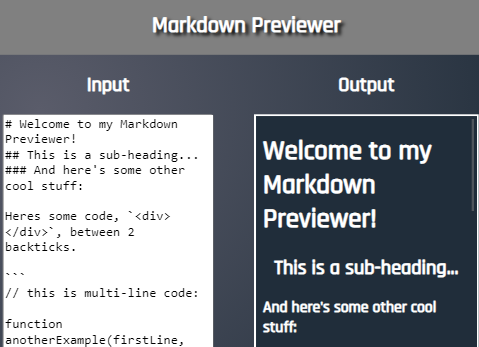 Markdown Previewer
Input
Output
# Welcome to my Markdown
Previewer!
## This is a sub-heading...
### And here's some other
cool stuff:
Heres some code, `<div>
</div>`, between 2
backticks.
```
// this is multi-line code:
function
anotherExample(firstLine,
Welcome to my
Markdown
Previewer!
This is a sub-heading...
And here's some other cool
stuff: